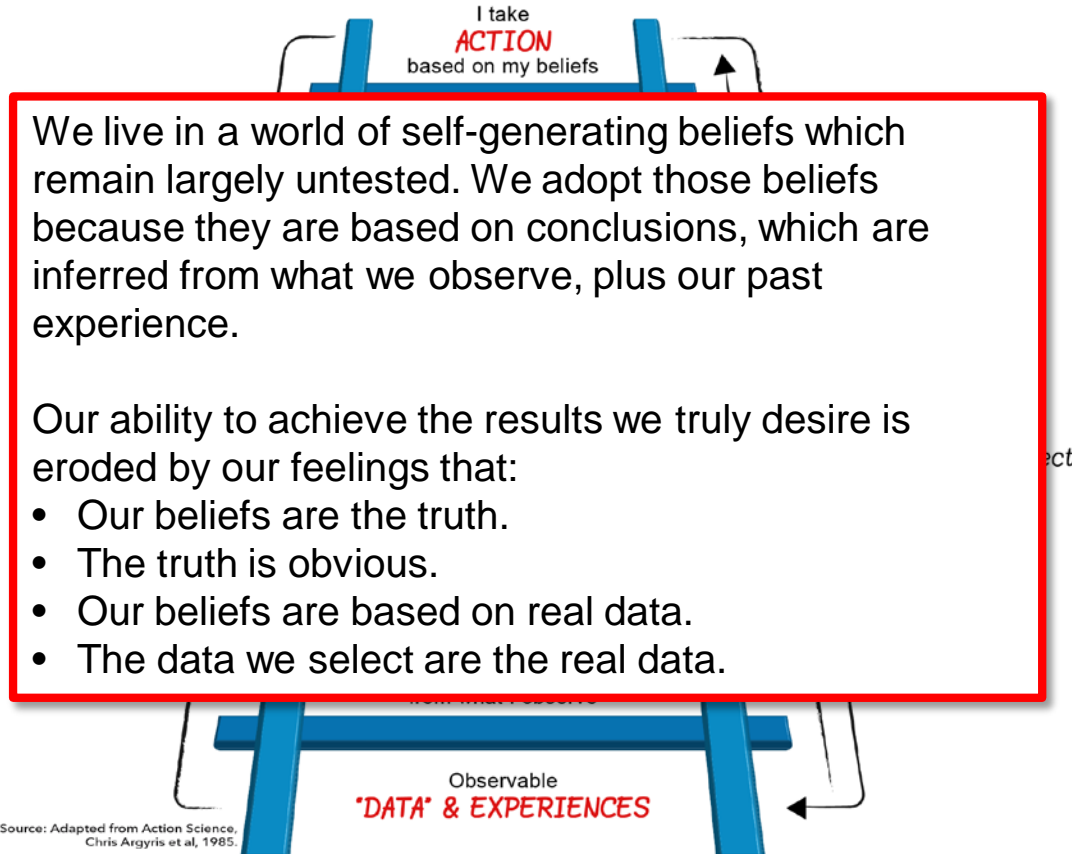 I take
ACTION
based on my beliefs
We live in a world of self-generating beliefs which
remain largely untested. We adopt those beliefs
because they are based on conclusions, which are
inferred from what we observe, plus our past
experience.
Our ability to achieve the results we truly desire is
eroded by our feelings that:
• Our beliefs are the truth.
• The truth is obvious.
• Our beliefs are based on real data.
• The data we select are the real data.
Observable
"DATA" & EXPERIENCES
Source: Adapted from Action Science,
Chris Argyris et al, 1985.